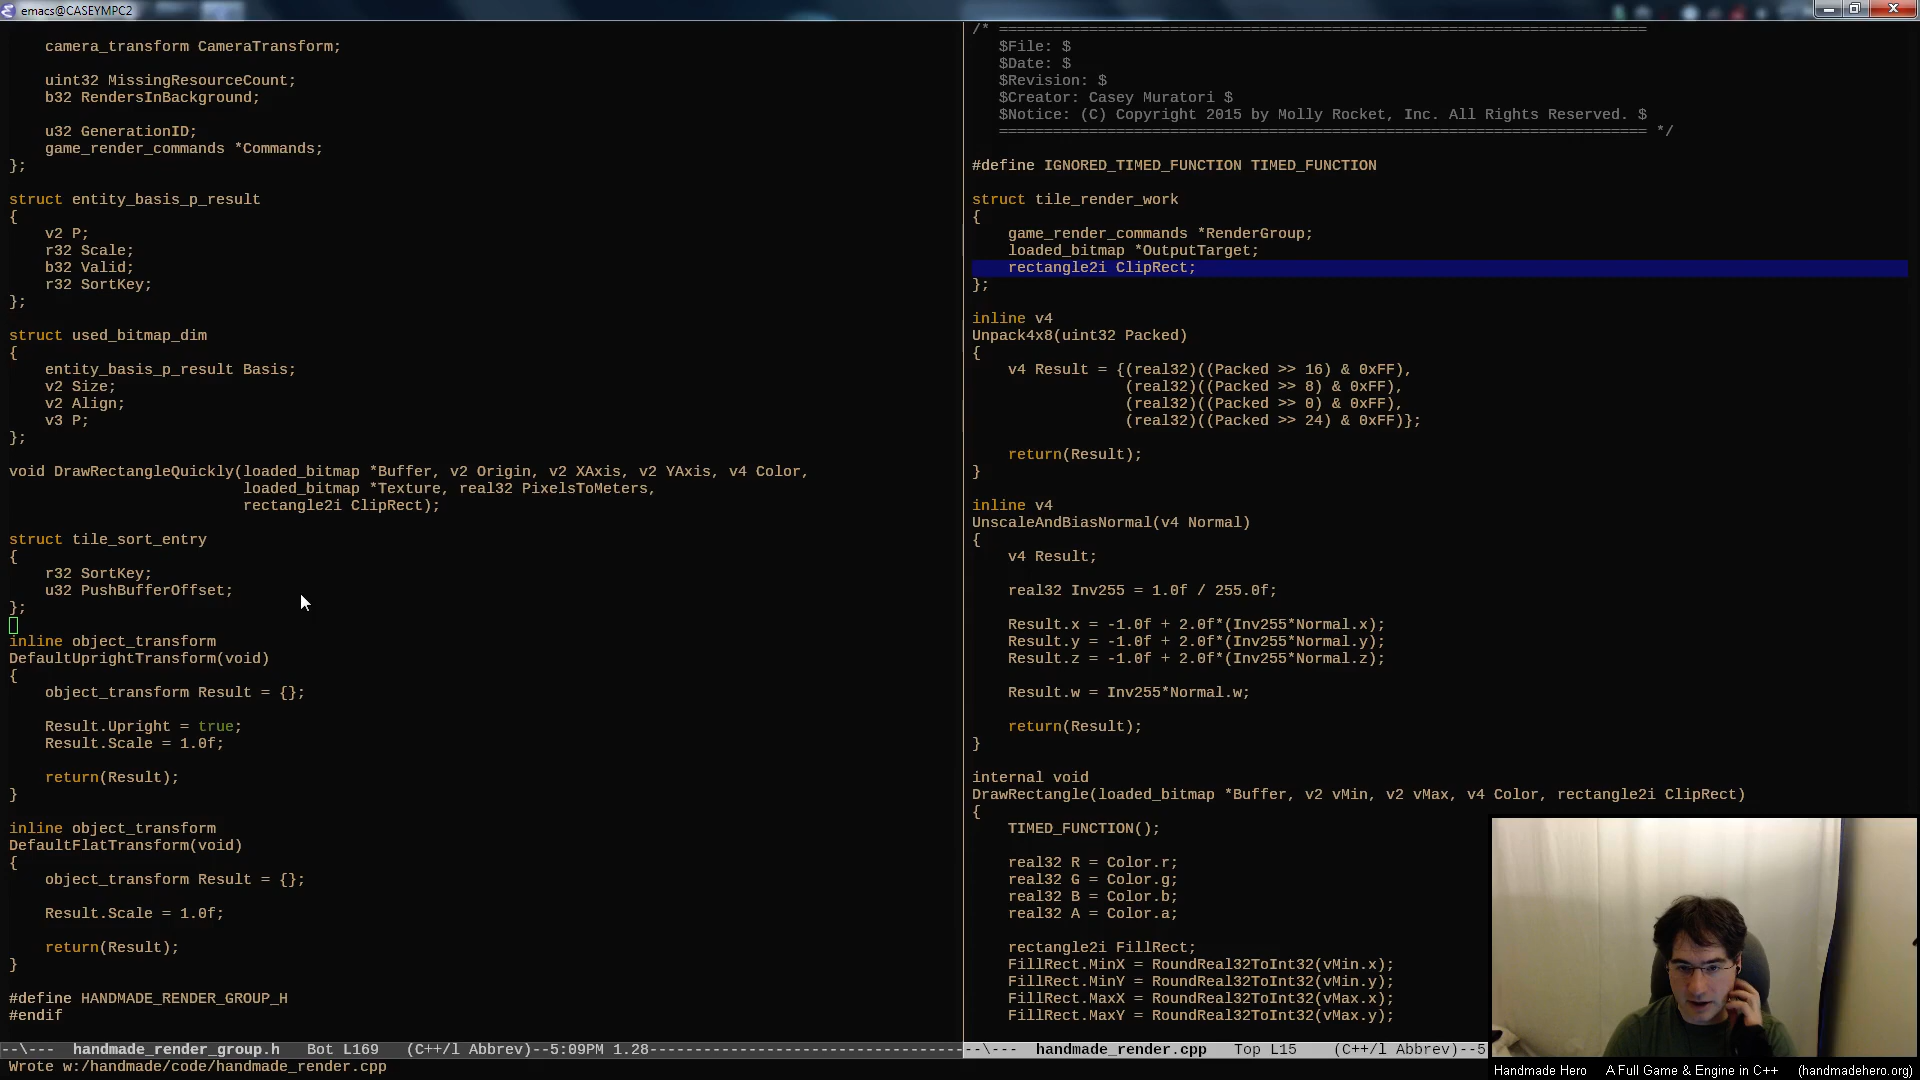 emacs@CASEYMPC2
    camera_transform CameraTransform;
    uint32 MissingResourceCount;
    b32 RendersInBackground;
    u32 GenerationID;
    game_render_commands *Commands;
};
struct entity_basis_p_result
{
    v2 P;
    r32 Scale;
    b32 Valid;
    r32 SortKey;
};
struct used_bitmap_dim
{
    entity_basis_p_result Basis;
    v2 Size;
    v2 Align;
    v3 P;
};
void DrawRectangleQuickly(loaded_bitmap *Buffer, v2 Origin, v2 XAxis, v2 YAxis, v4 Color,
                          loaded_bitmap *Texture, real32 PixelsToMeters,
                          rectangle2i ClipRect);
struct tile_sort_entry
{
    r32 SortKey;
    u32 PushBufferOffset;
};
inline object_transform
DefaultUprightTransform(void)
{
    object_transform Result = {};
    Result.Upright = true;
    Result.Scale = 1.0f;
    return(Result);
}
inline object_transform
DefaultFlatTransform(void)
{
    object_transform Result = {};
    Result.Scale = 1.0f;
    return(Result);
}
#define HANDMADE_RENDER_GROUP_H
#endif
--\---  handmade_render_group.h   Bot L169   (C++/l Abbrev)--5:09PM 1.28-----------------------------------
Wrote w:/handmade/code/handmade_render.cpp
/* ========================================================================
   $File: $
   $Date: $
   $Revision: $
   $Creator: Casey Muratori $
   $Notice: (C) Copyright 2015 by Molly Rocket, Inc. All Rights Reserved. $
   ======================================================================== */
#define IGNORED_TIMED_FUNCTION TIMED_FUNCTION
struct tile_render_work
{
    game_render_commands *RenderGroup;
    loaded_bitmap *OutputTarget;
    rectangle2i ClipRect;
};
inline v4
Unpack4x8(uint32 Packed)
{
    v4 Result = {(real32)((Packed >> 16) & 0xFF),
                 (real32)((Packed >> 8) & 0xFF),
                 (real32)((Packed >> 0) & 0xFF),
                 (real32)((Packed >> 24) & 0xFF)};
    return(Result);
}
inline v4
UnscaleAndBiasNormal(v4 Normal)
{
    v4 Result;
    real32 Inv255 = 1.0f / 255.0f;
    Result.x = -1.0f + 2.0f*(Inv255*Normal.x);
    Result.y = -1.0f + 2.0f*(Inv255*Normal.y);
    Result.z = -1.0f + 2.0f*(Inv255*Normal.z);
    Result.w = Inv255*Normal.w;
    return(Result);
}
internal void
DrawRectangle(loaded_bitmap *Buffer, v2 vMin, v2 vMax, v4 Color, rectangle2i ClipRect)
{
    TIMED_FUNCTION();
    real32 R = Color.r;
    real32 G = Color.g;
    real32 B = Color.b;
    real32 A = Color.a;
    rectangle2i FillRect;
    FillRect.MinX = RoundReal32ToInt32(vMin.x);
    FillRect.MinY = RoundReal32ToInt32(vMin.y);
    FillRect.MaxX = RoundReal32ToInt32(vMax.x);
    FillRect.MaxY = RoundReal32ToInt32(vMax.y);
--\---  handmade_render.cpp   Top L15    (C++/l Abbrev)--5
Handmade Hero   A Full Game & Engine in C++   (handmadehero.org)